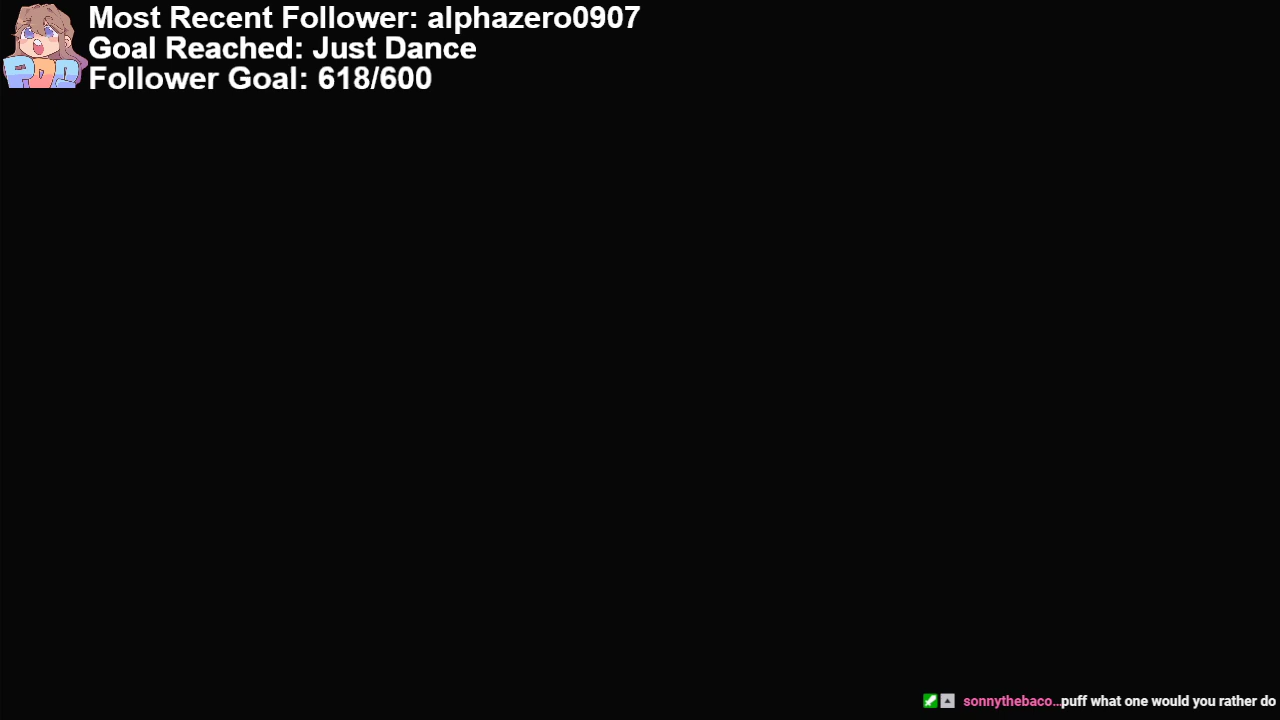 Most Recent Follower: alphazero0907
Goal Reached: Just Dance
Follower Goal: 618/600
POG
sonnythebaco...puff what one would you rather do